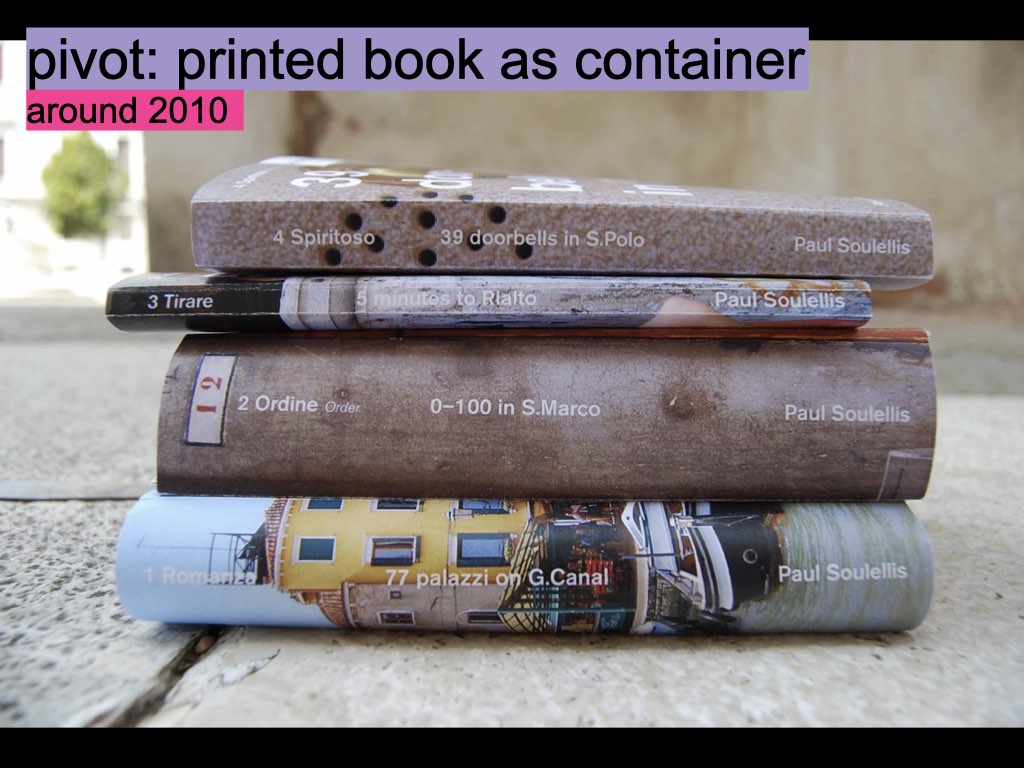 pivot: printed book as container
around 2010
4 Spiritoso 39 doorbells in S.Polo Paul Soulellis
3 Tirare 5 minutes to Rialto Paul Soulellis
12
2 Ordine Order. 0–100 in S.Marco Paul Soulellis
1 Romanza 77 palazzi on G.Canal Paul Soulellis